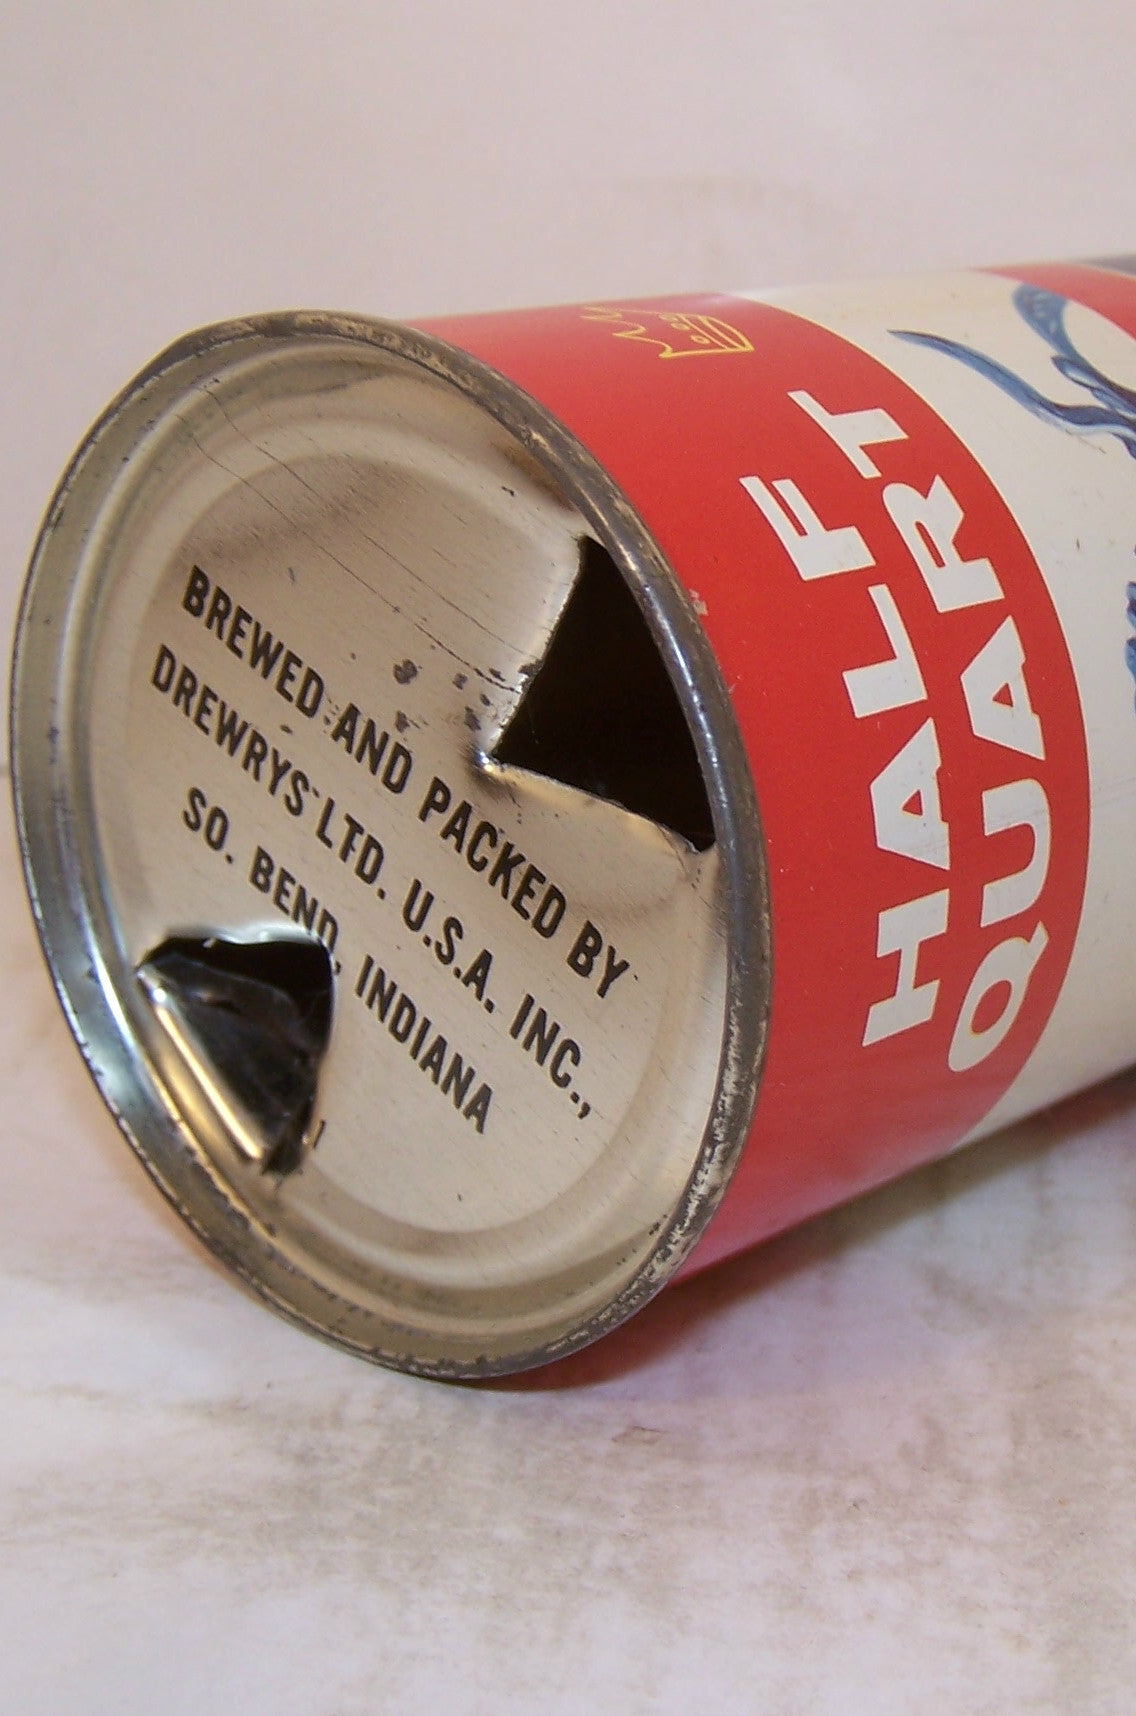 BREWED AND PACKED BY
DREWRYS LTD. U.S.A. INC.,
SO. BEND, INDIANA
HALF
QUART